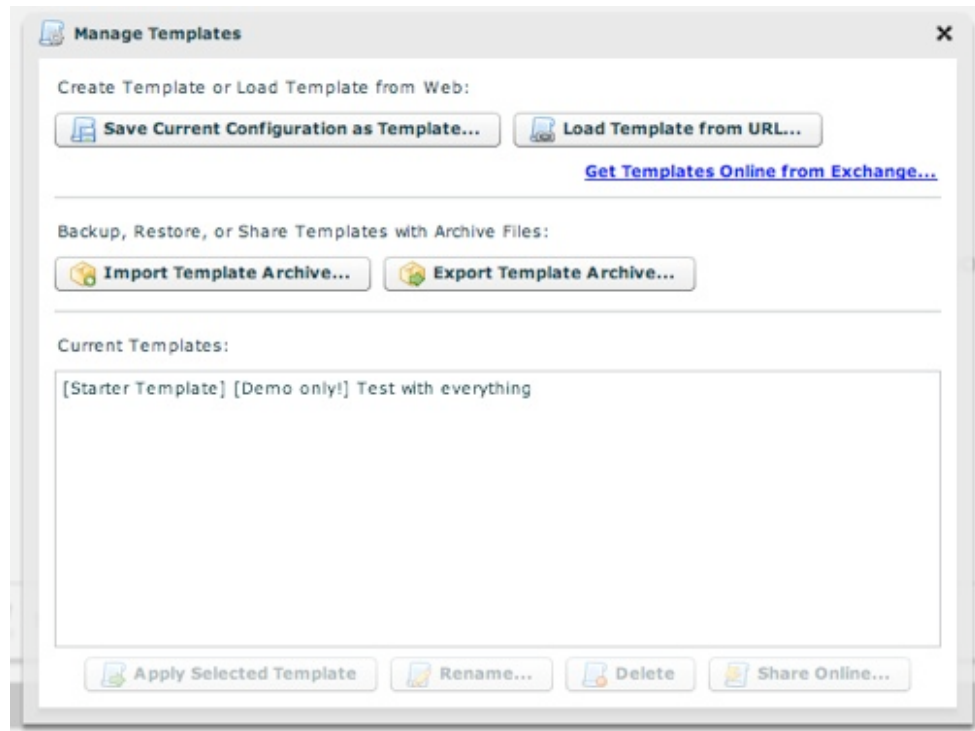 Manage Templates
Create Template or Load Template from Web:
Save Current Configuration as Template... Load Template from URL...
Get Templates Online from Exchange...
Backup, Restore, or Share Templates with Archive Files:
Import Template Archive... Export Template Archive...
Current Templates:
[Starter Template] [Demo only!] Test with everything
Apply Selected Template Rename... Delete Share Online...